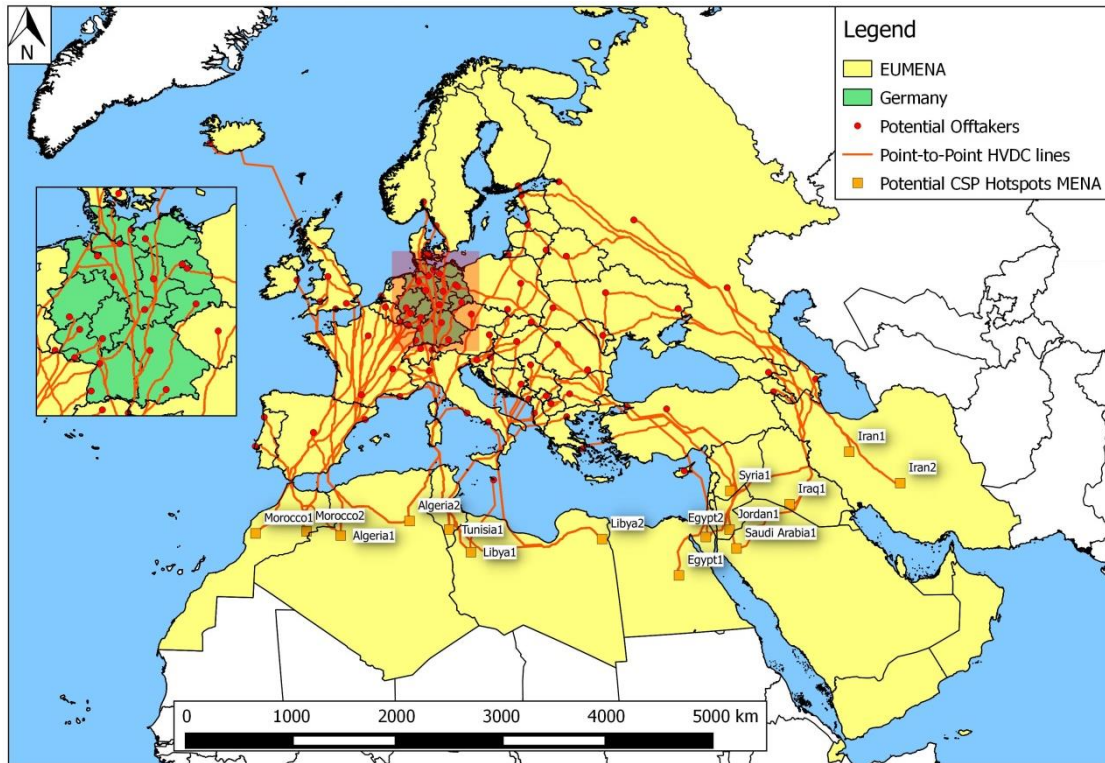 N
Legend
EUMENA
Germany
Potential Offtakers
Point-to-Point HVDC lines
Potential CSP Hotspots MENA
Iran1
Iran2
Syria1
Iraq1
Algeria2
Morocco1
Morocco2
Algeria1
Tunisia1
Libya1
Libya2
Egypt2
Jordan1
Saudi Arabia1
Egypt1
0 1000 2000 3000 4000 5000 km